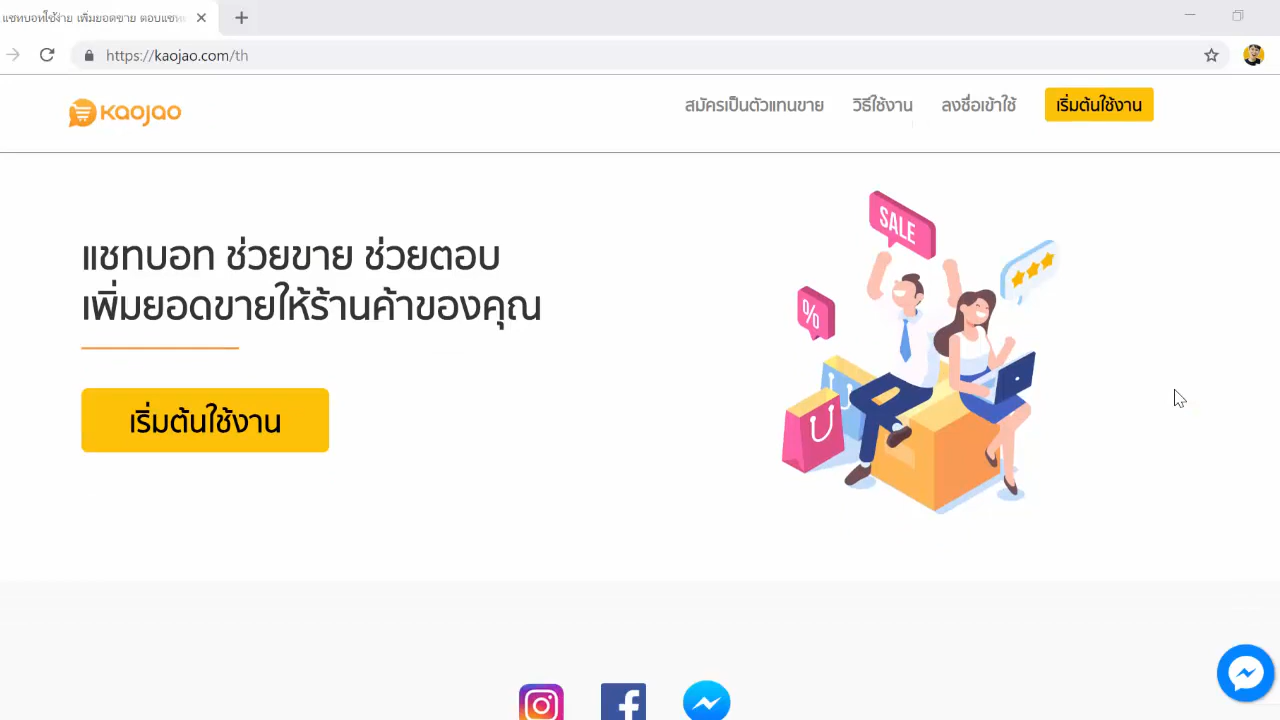 แชทบอทใช้ง่าย เพิ่มยอดขาย ตอบแชท
https://kaojao.com/th
kaojao
สมัครเป็นตัวแทนขาย
วิธีใช้งาน
ลงชื่อเข้าใช้
เริ่มต้นใช้งาน
SALE
%
แชทบอท ช่วยขาย ช่วยตอบ
เพิ่มยอดขายให้ร้านค้าของคุณ
เริ่มต้นใช้งาน